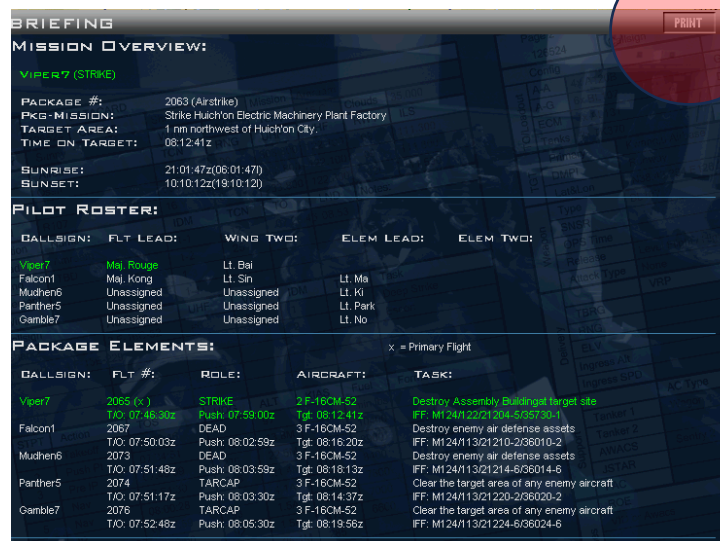 BRIEFING PRINT
MISSION OVERVIEW:
VIPER7 (STRIKE)
PACKAGE #: 2063 (Airstrike)
PKG-MISSION: Strike Huich'on Electric Machinery Plant Factory
TARGET AREA: 1 nm northwest of Huich'on City.
TIME ON TARGET: 08:12:41z
SUNRISE: 21:01:47z(06:01:47l)
SUNSET: 10:10:12z(19:10:12l)
PILOT ROSTER:
CALLSIGN: FLT LEAD: WING TWO: ELEM LEAD: ELEM TWO:
Viper7 Maj. Rouge Lt. Bai
Falcon1 Maj. Kong Lt. Sin Lt. Ma
Mudhen6 Unassigned Unassigned Lt. Ki
Panther5 Unassigned Unassigned Lt. Park
Gamble7 Unassigned Unassigned Lt. No
PACKAGE ELEMENTS: x = Primary Flight
CALLSIGN: FLT #: ROLE: AIRCRAFT: TASK:
Viper7 2065 (x ) STRIKE 2 F-16CM-52 Destroy Assembly Buildingat target site
T/O: 07:46:30z Push: 07:59:00z Tgt: 08:12:41z IFF: M124/122/21204-5/35730-1
Falcon1 2067 DEAD 3 F-16CM-52 Destroy enemy air defense assets
T/O: 07:50:03z Push: 08:02:59z Tgt: 08:16:20z IFF: M124/113/21210-2/36010-2
Mudhen6 2073 DEAD 3 F-16CM-52 Destroy enemy air defense assets
T/O: 07:51:48z Push: 08:03:59z Tgt: 08:18:13z IFF: M124/113/21214-6/36014-6
Panther5 2074 TARCAP 3 F-16CM-52 Clear the target area of any enemy aircraft
T/O: 07:51:17z Push: 08:03:30z Tgt: 08:14:37z IFF: M124/113/21220-2/36020-2
Gamble7 2076 TARCAP 3 F-16CM-52 Clear the target area of any enemy aircraft
T/O: 07:52:48z Push: 08:05:30z Tgt: 08:19:56z IFF: M124/113/21224-6/36024-6